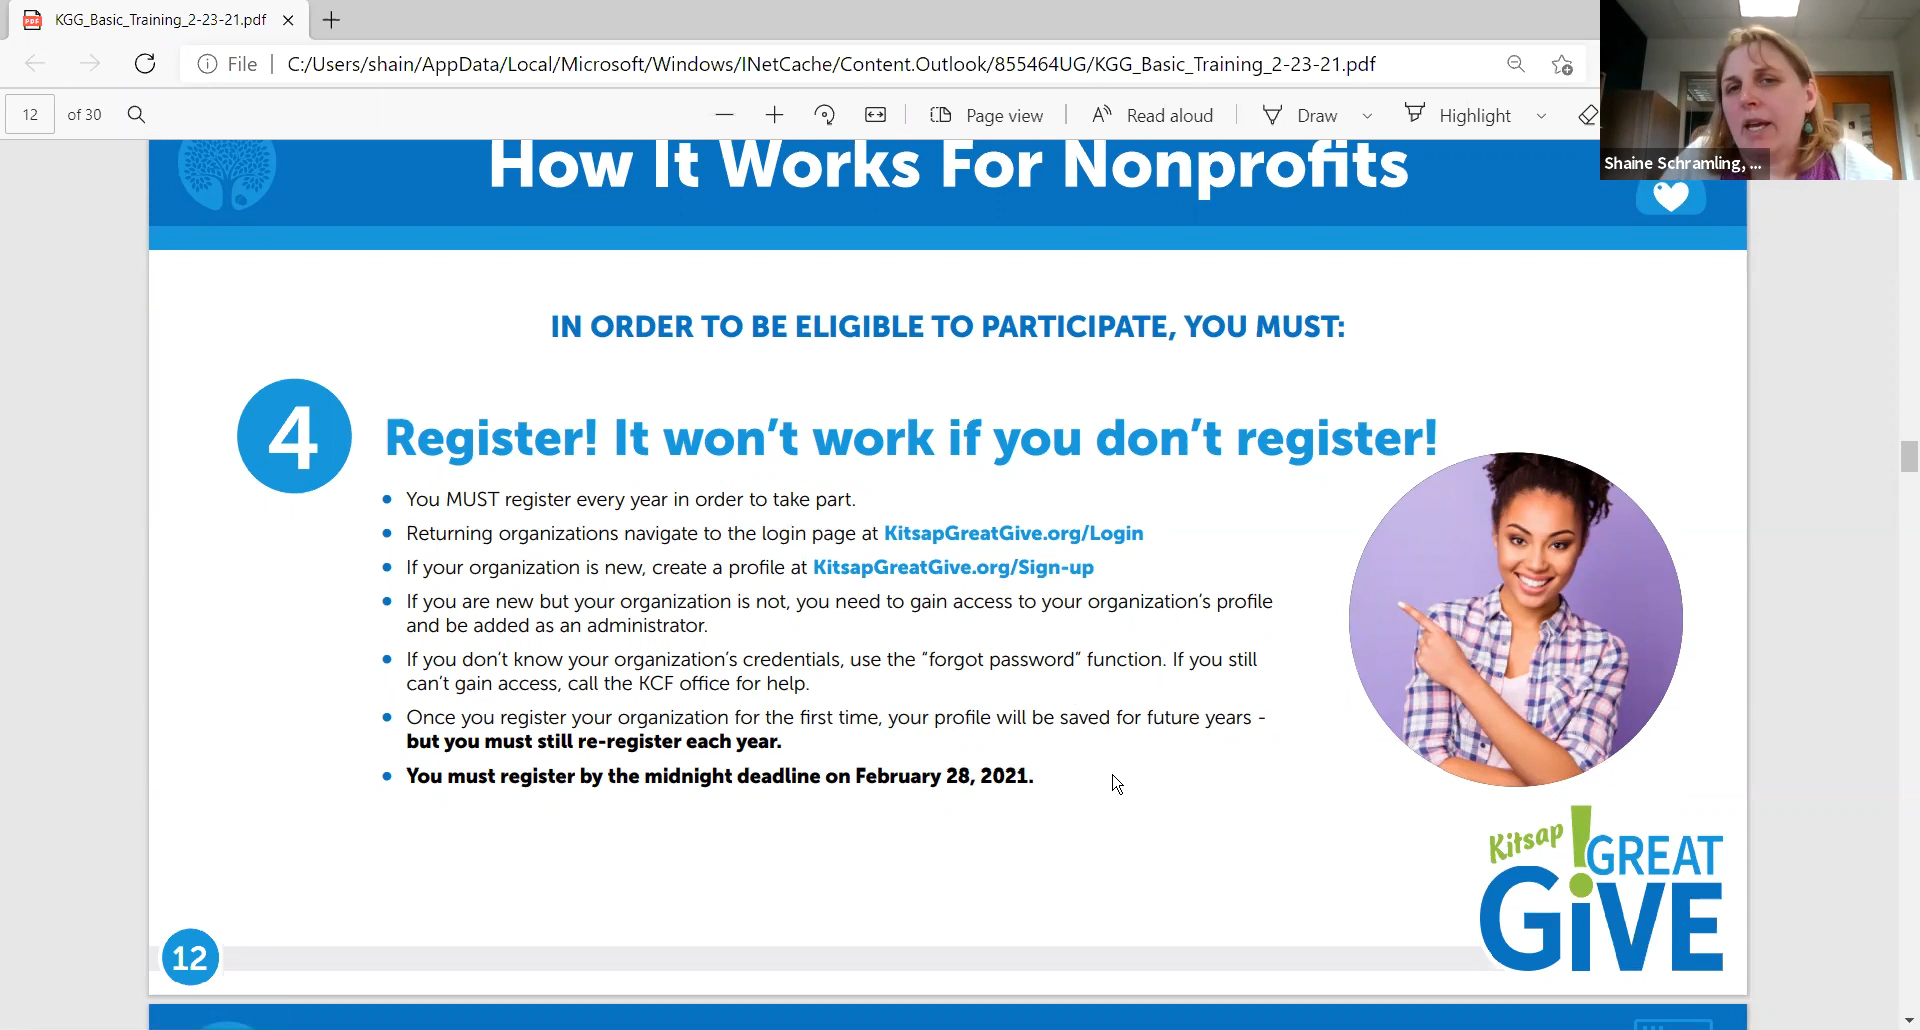 KGG_Basic_Training_2-23-21.pdf
File
C:/Users/shain/AppData/Local/Microsoft/Windows/INetCache/Content.Outlook/855464UG/KGG_Basic_Training_2-23-21.pdf
12 of 30
Page view
Read aloud
Draw
Highlight
Shaine Schramling, ...
How It Works For Nonprofits
IN ORDER TO BE ELIGIBLE TO PARTICIPATE, YOU MUST:
4
Register! It won't work if you don't register!
• You MUST register every year in order to take part.
• Returning organizations navigate to the login page at KitsapGreatGive.org/Login
• If your organization is new, create a profile at KitsapGreatGive.org/Sign-up
• If you are new but your organization is not, you need to gain access to your organization's profile
and be added as an administrator.
• If you don't know your organization's credentials, use the "forgot password" function. If you still
can't gain access, call the KCF office for help.
• Once you register your organization for the first time, your profile will be saved for future years -
but you must still re-register each year.
• You must register by the midnight deadline on February 28, 2021.
Kitsap
GREAT
GiVE
12